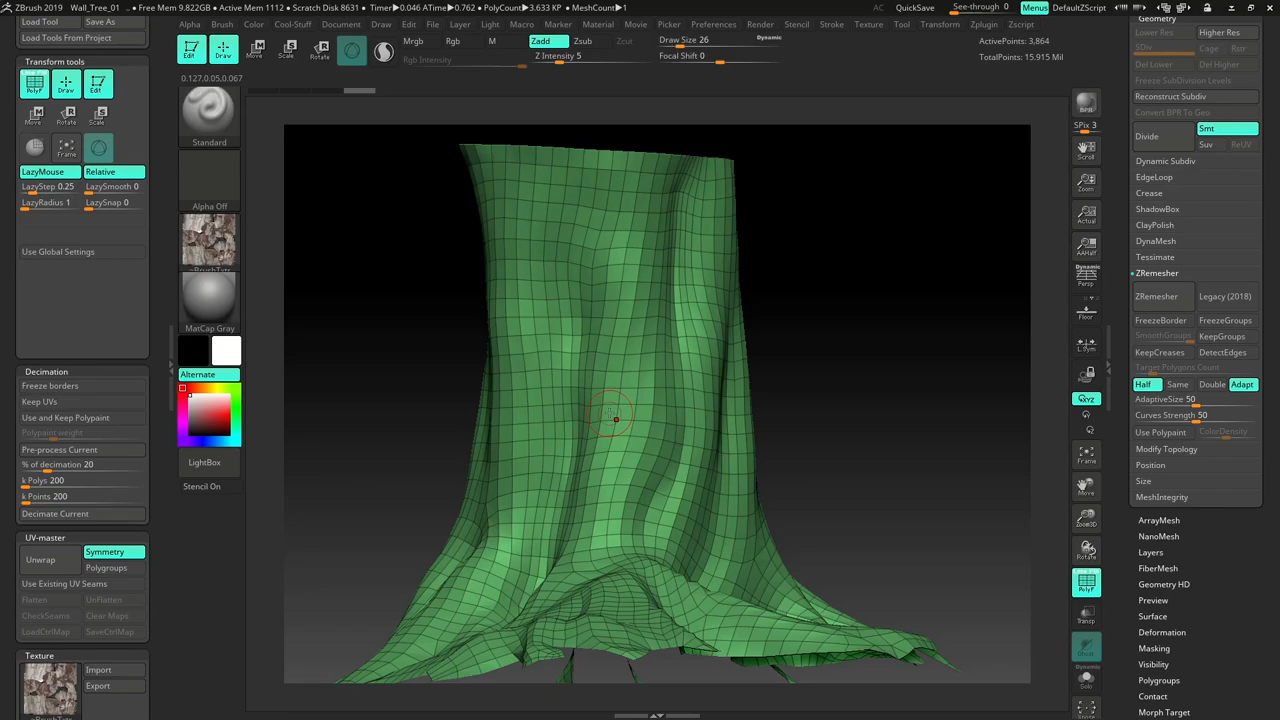 ZBrush 2019 Wall_Tree_01 • Free Mem 9.822GB • Active Mem 1112 • Scratch Disk 8631 • Timer▶0.046 ATime▶0.762 • PolyCount▶3.633 KP • MeshCount▶1
AC QuickSave See-through 0 Menus DefaultZScript
Load Tool Save As
Load Tools From Project
Alpha Brush Color Cool-Stuff Document Draw Edit File Layer Light Macro Marker Material Movie Picker Preferences Render Stencil Stroke Texture Tool Transform Zplugin Zscript
Transform tools
PolyF Draw Edit
Move Rotate Scale
Frame
LazyMouse Relative
LazyStep 0.25 LazySmooth 0
LazyRadius 1 LazySnap 0
Use Global Settings
Decimation
Freeze borders
Keep UVs
Use and Keep Polypaint
Polypaint weight
Pre-process Current
% of decimation 20
k Polys 200
k Points 200
Decimate Current
UV-master
Unwrap Symmetry
Polygroups
Use Existing UV Seams
Flatten UnFlatten
CheckSeams Clear Maps
LoadCtrlMap SaveCtrlMap
Texture
Import
Export
Edit Draw Move Scale Rotate
Mrgb Rgb M
Rgb Intensity
Zadd Zsub Zcut
Z Intensity 5
Draw Size 26 Dynamic
Focal Shift 0
ActivePoints: 3,864
TotalPoints: 15.915 Mil
0.127,0.05,0.067
Standard
Alpha Off
MatCap Gray
Alternate
LightBox
Stencil On
BPR
SPix 3
Scroll
Zoom
Actual
AAHalf
Dynamic
Persp
Floor
L.Sym
XYZ
Frame
Move
Zoom3D
Rotate
PolyF
Transp
Ghost
Dynamic
Solo
Xpose
Geometry
Lower Res Higher Res
SDiv Cage Rstr
Del Lower Del Higher
Freeze SubDivision Levels
Reconstruct Subdiv
Convert BPR To Geo
Divide Smt
Suv ReUV
Dynamic Subdiv
EdgeLoop
Crease
ShadowBox
ClayPolish
DynaMesh
Tessimate
ZRemesher
ZRemesher Legacy (2018)
FreezeBorder FreezeGroups
SmoothGroups KeepGroups
KeepCreases DetectEdges
Target Polygons Count
Half Same Double Adapt
AdaptiveSize 50
Curves Strength 50
Use Polypaint ColorDensity
Modify Topology
Position
Size
MeshIntegrity
ArrayMesh
NanoMesh
Layers
FiberMesh
Geometry HD
Preview
Surface
Deformation
Masking
Visibility
Polygroups
Contact
Morph Target